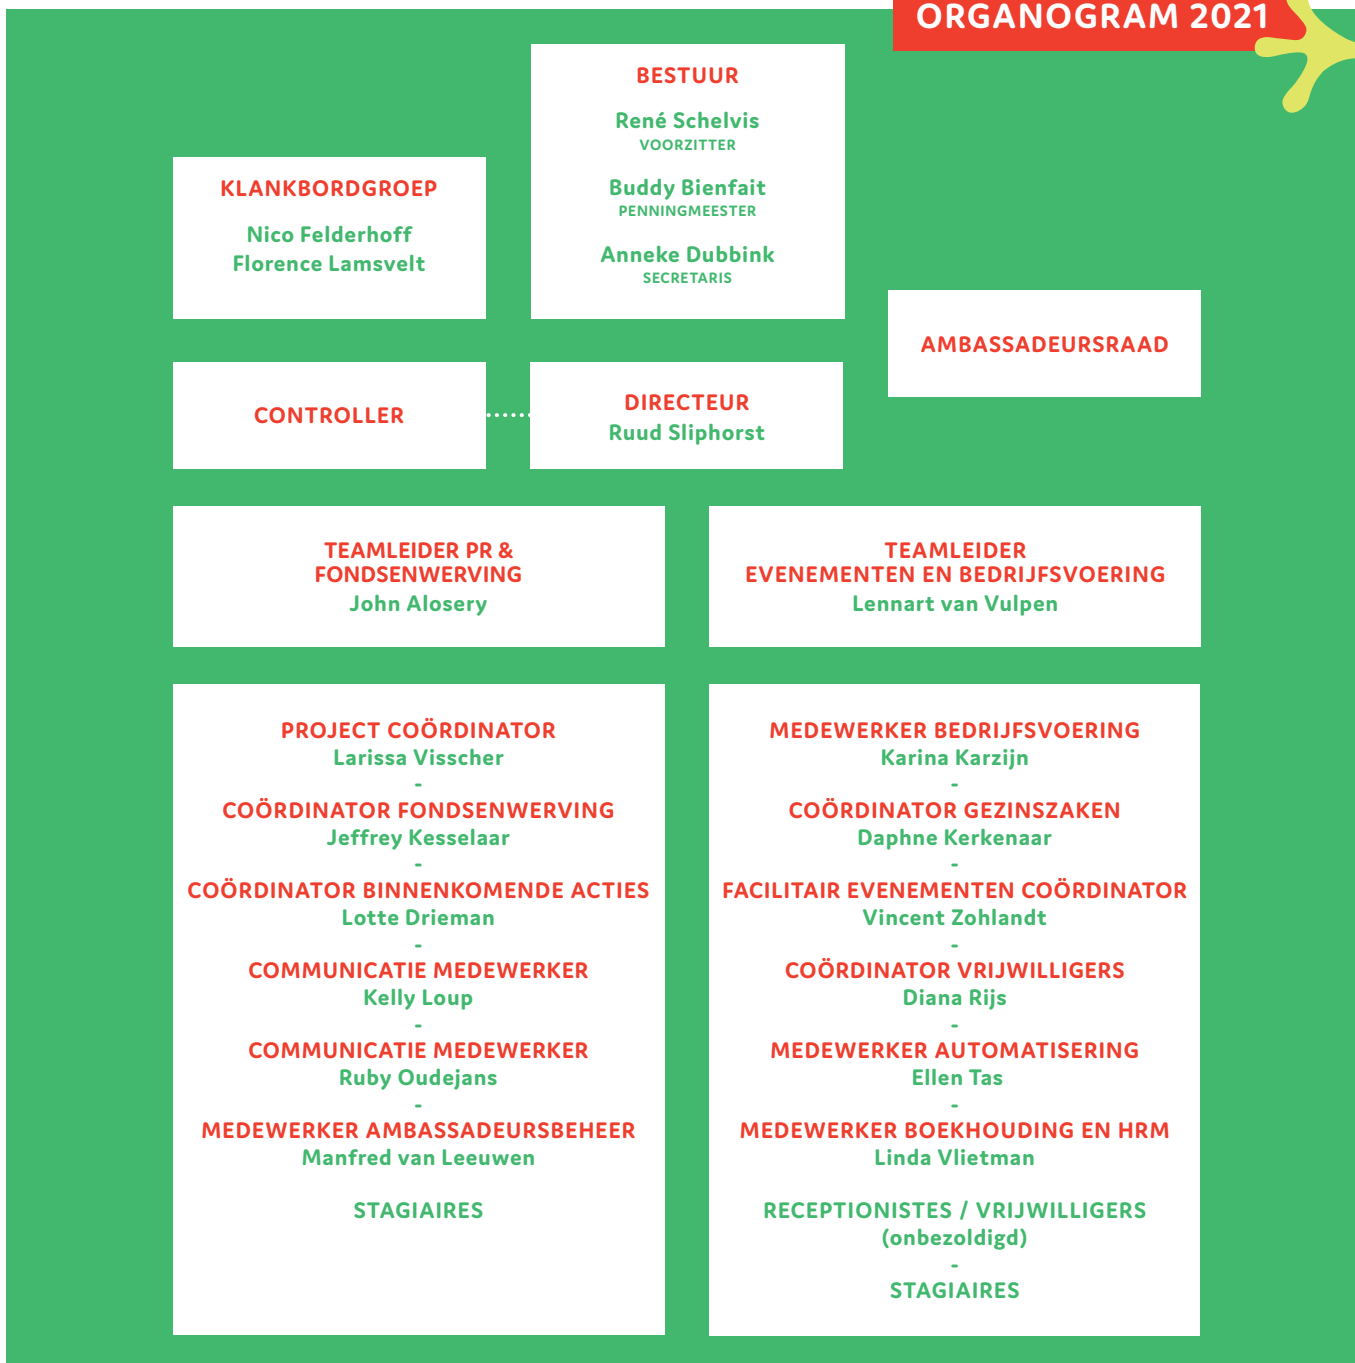 ORGANOGRAM 2021
BESTUUR
René Schelvis
VOORZITTER
Buddy Bienfait
PENNINGMEESTER
Anneke Dubbink
SECRETARIS
KLANKBORDGROEP
Nico Felderhoff
Florence Lamsvelt
AMBASSADEURSRAAD
CONTROLLER
DIRECTEUR
Ruud Sliphorst
TEAMLEIDER PR &
FONDSENWERVING
John Alosery
TEAMLEIDER
EVENEMENTEN EN BEDRIJFSVOERING
Lennart van Vulpen
PROJECT COÖRDINATOR
Larissa Visscher
-
COÖRDINATOR FONDSENWERVING
Jeffrey Kesselaar
-
COÖRDINATOR BINNENKOMENDE ACTIES
Lotte Drieman
-
COMMUNICATIE MEDEWERKER
Kelly Loup
-
COMMUNICATIE MEDEWERKER
Ruby Oudejans
-
MEDEWERKER AMBASSADEURSBEHEER
Manfred van Leeuwen
STAGIAIRES
MEDEWERKER BEDRIJFSVOERING
Karina Karzijn
-
COÖRDINATOR GEZINSZAKEN
Daphne Kerkenaar
-
FACILITAIR EVENEMENTEN COÖRDINATOR
Vincent Zohlandt
-
COÖRDINATOR VRIJWILLIGERS
Diana Rijs
-
MEDEWERKER AUTOMATISERING
Ellen Tas
-
MEDEWERKER BOEKHOUDING EN HRM
Linda Vlietman
RECEPTIONISTES / VRIJWILLIGERS
(onbezoldigd)
-
STAGIAIRES